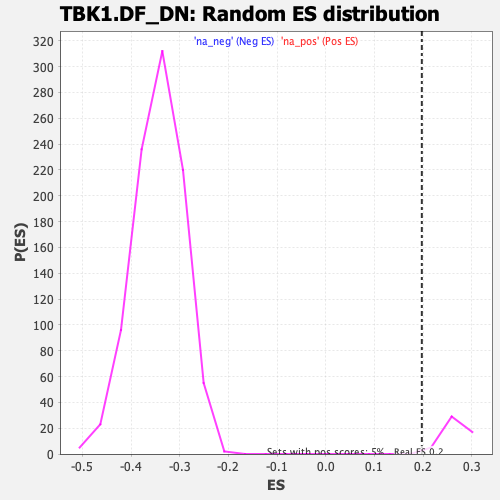 TBK1.DF_DN: Random ES distribution
'na_neg' (Neg ES) 'na_pos' (Pos ES)
320
300
280
260
240
220
200
180
160
140
120
100
80
60
40
20
0
P(ES)
Sets with pos scores: 5%
Real ES 0.2
-0.5 -0.4 -0.3 -0.2 -0.1 0.0 0.1 0.2 0.3
ES